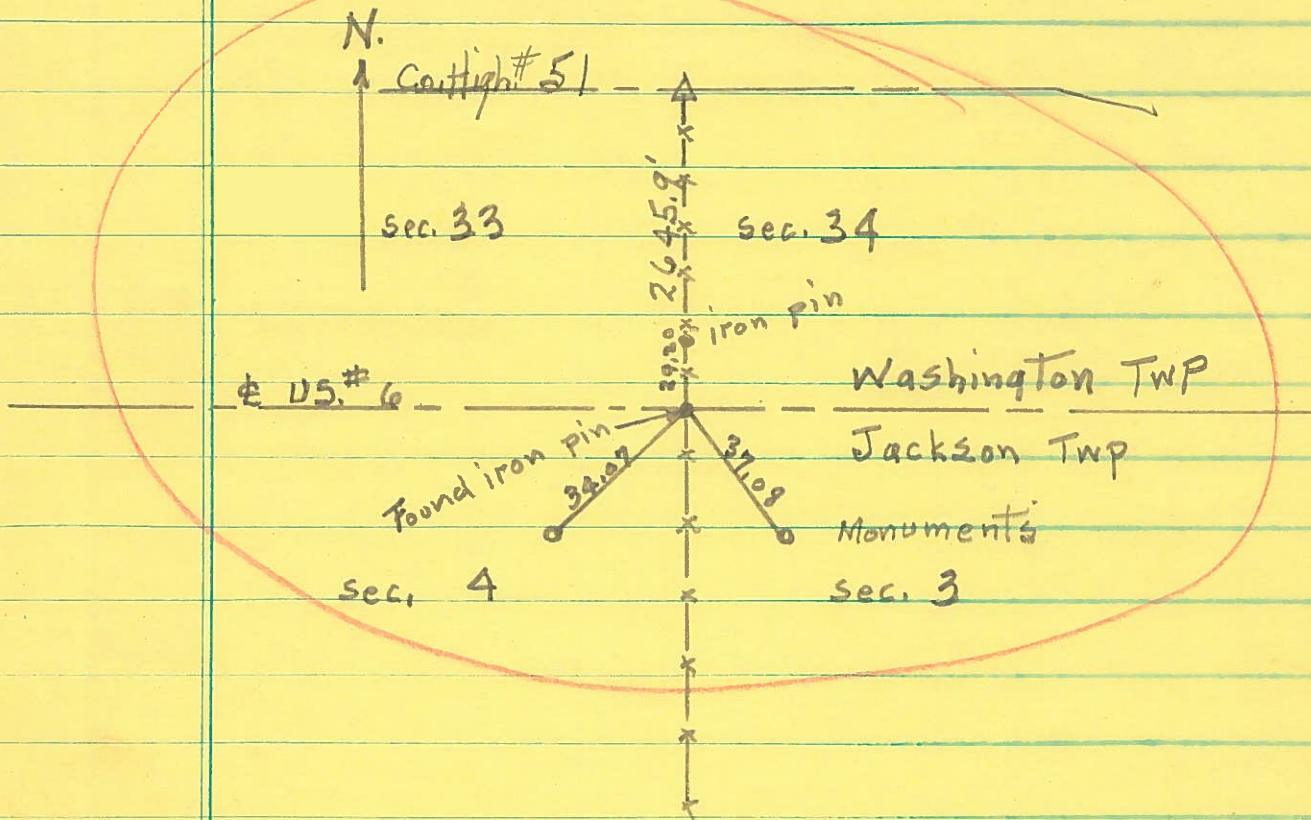 N.
Co. High. # 51
2645.9'
sec. 33
sec. 34
iron pin
39.20
Washington Twp
℄ U.S. # 6
Jackson Twp
Found iron pin
34.07
37.08
Monuments
sec. 4
sec. 3